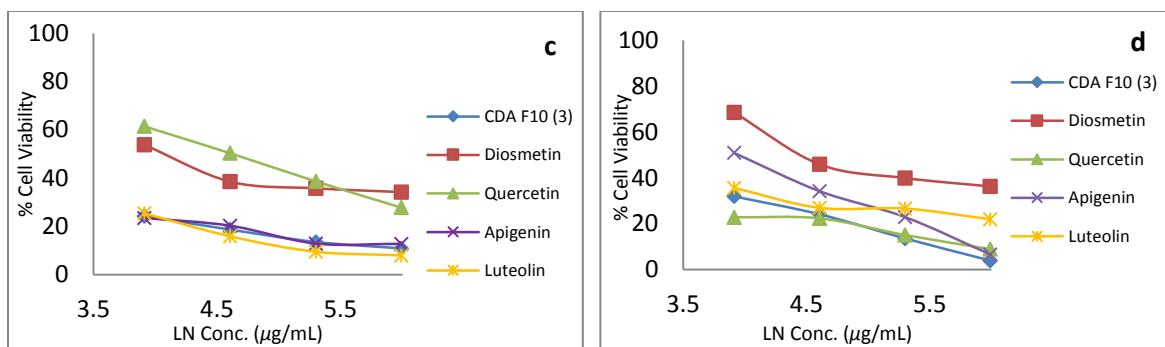 c
% Cell Viability
100
80
60
40
20
0
3.5 4.5 5.5
LN Conc. (µg/mL)
CDA F10 (3)
Diosmetin
Quercetin
Apigenin
Luteolin
d
% Cell Viability
100
80
60
40
20
0
3.5 4.5 5.5
LN Conc. (µg/mL)
CDA F10 (3)
Diosmetin
Quercetin
Apigenin
Luteolin